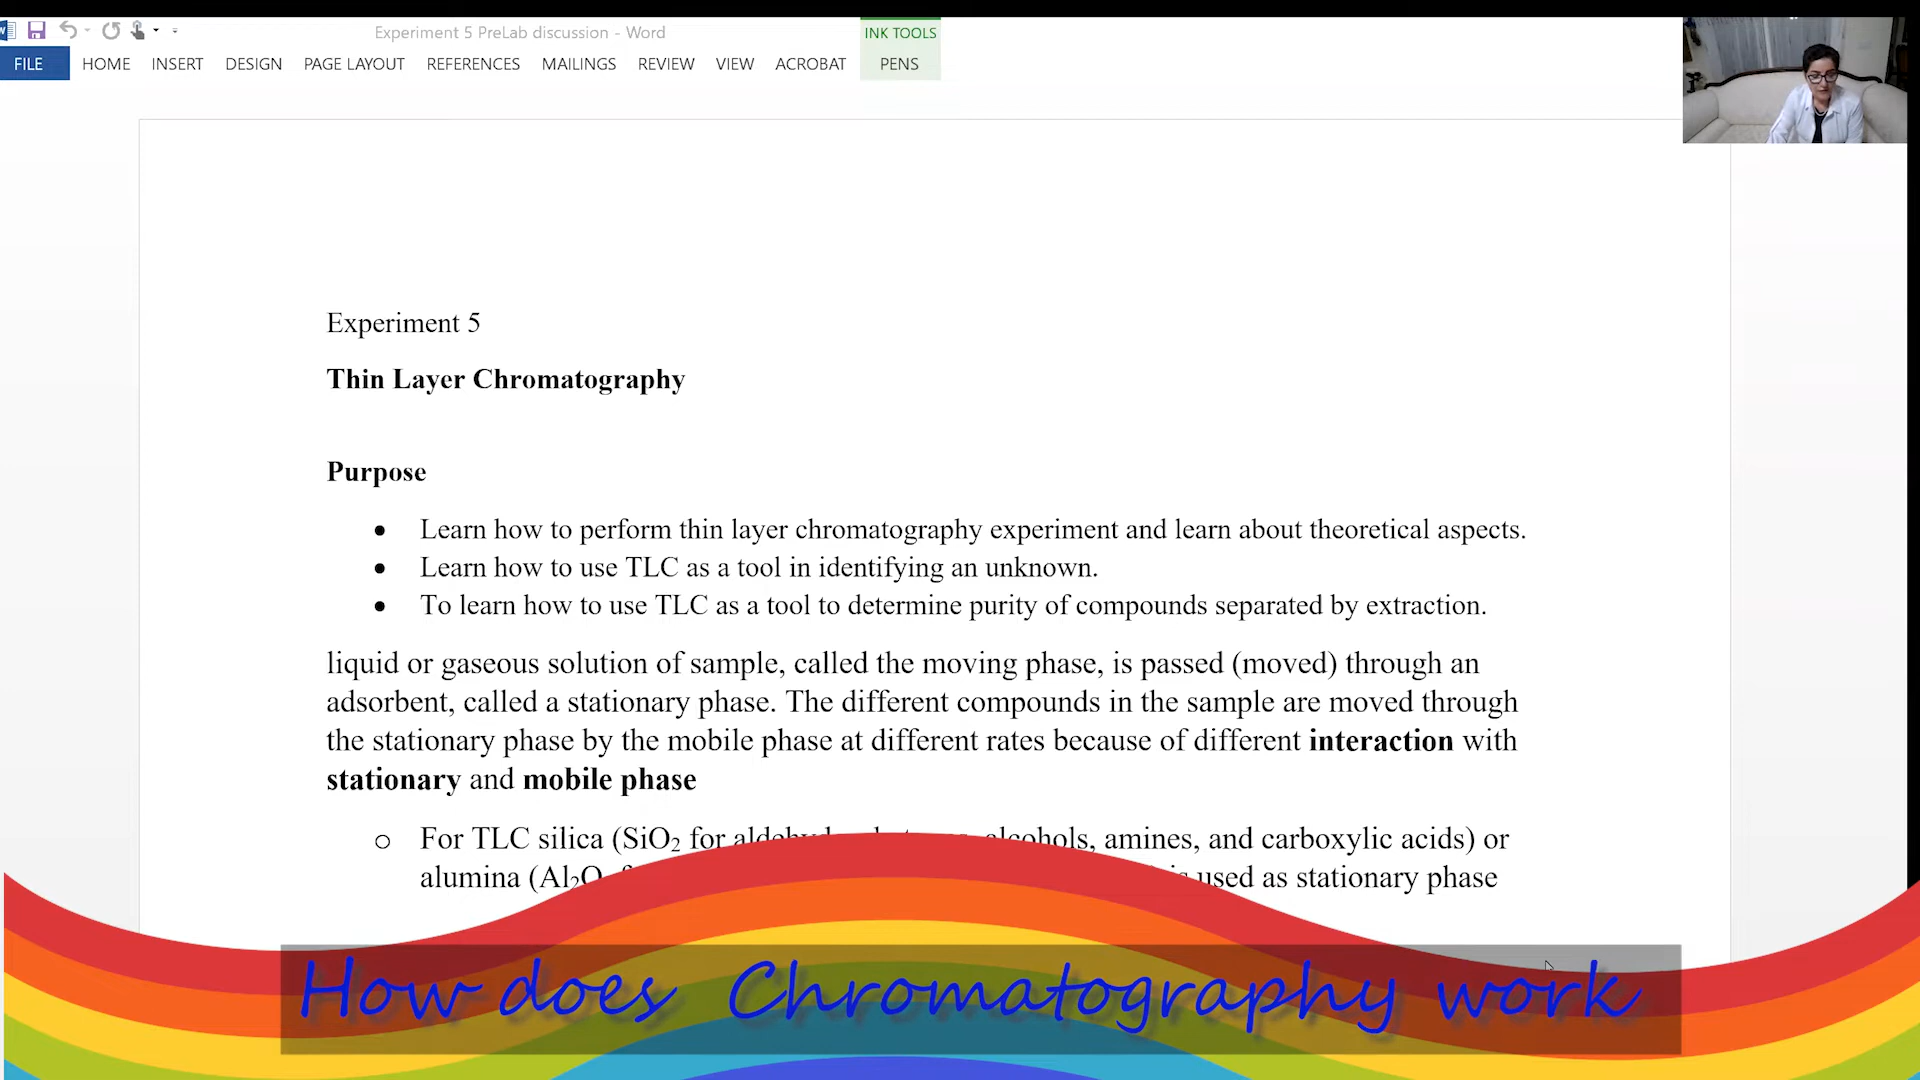 Experiment 5 PreLab discussion - Word
INK TOOLS
FILE HOME INSERT DESIGN PAGE LAYOUT REFERENCES MAILINGS REVIEW VIEW ACROBAT PENS
Experiment 5
Thin Layer Chromatography
Purpose
• Learn how to perform thin layer chromatography experiment and learn about theoretical aspects.
• Learn how to use TLC as a tool in identifying an unknown.
• To learn how to use TLC as a tool to determine purity of compounds separated by extraction.
liquid or gaseous solution of sample, called the moving phase, is passed (moved) through an
adsorbent, called a stationary phase. The different compounds in the sample are moved through
the stationary phase by the mobile phase at different rates because of different interaction with
stationary and mobile phase
o For TLC silica (SiO₂ for alcohols, amines, and carboxylic acids) or
alumina used as stationary phase
How does Chromatography work